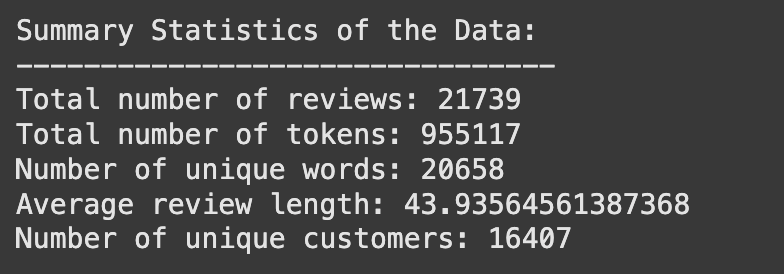 Summary Statistics of the Data:
--------------------------------
Total number of reviews: 21739
Total number of tokens: 955117
Number of unique words: 20658
Average review length: 43.93564561387368
Number of unique customers: 16407